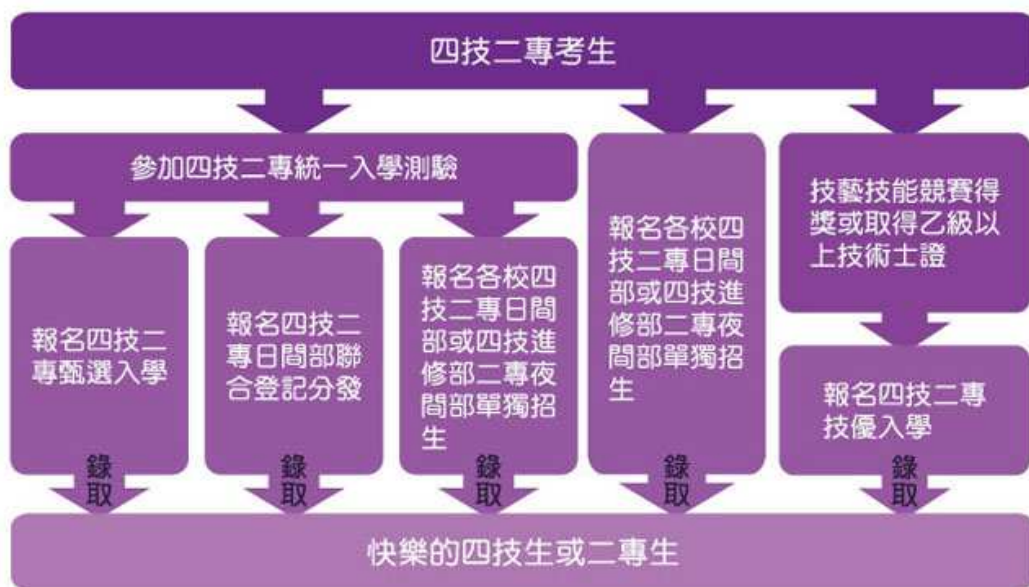 四技二專考生
參加四技二專統一入學測驗
報名四技二
專甄選入學
報名四技二
專日間部聯
合登記分發
報名各校四
技二專日間
部或四技進
修部二專夜
間部單獨招
生
報名各校四
技二專日間
部或四技進
修部二專夜
間部單獨招
生
技藝技能競賽得
獎或取得乙級以
上技術士證
報名四技二專
技優入學
錄取
錄取
錄取
錄取
錄取
快樂的四技生或二專生